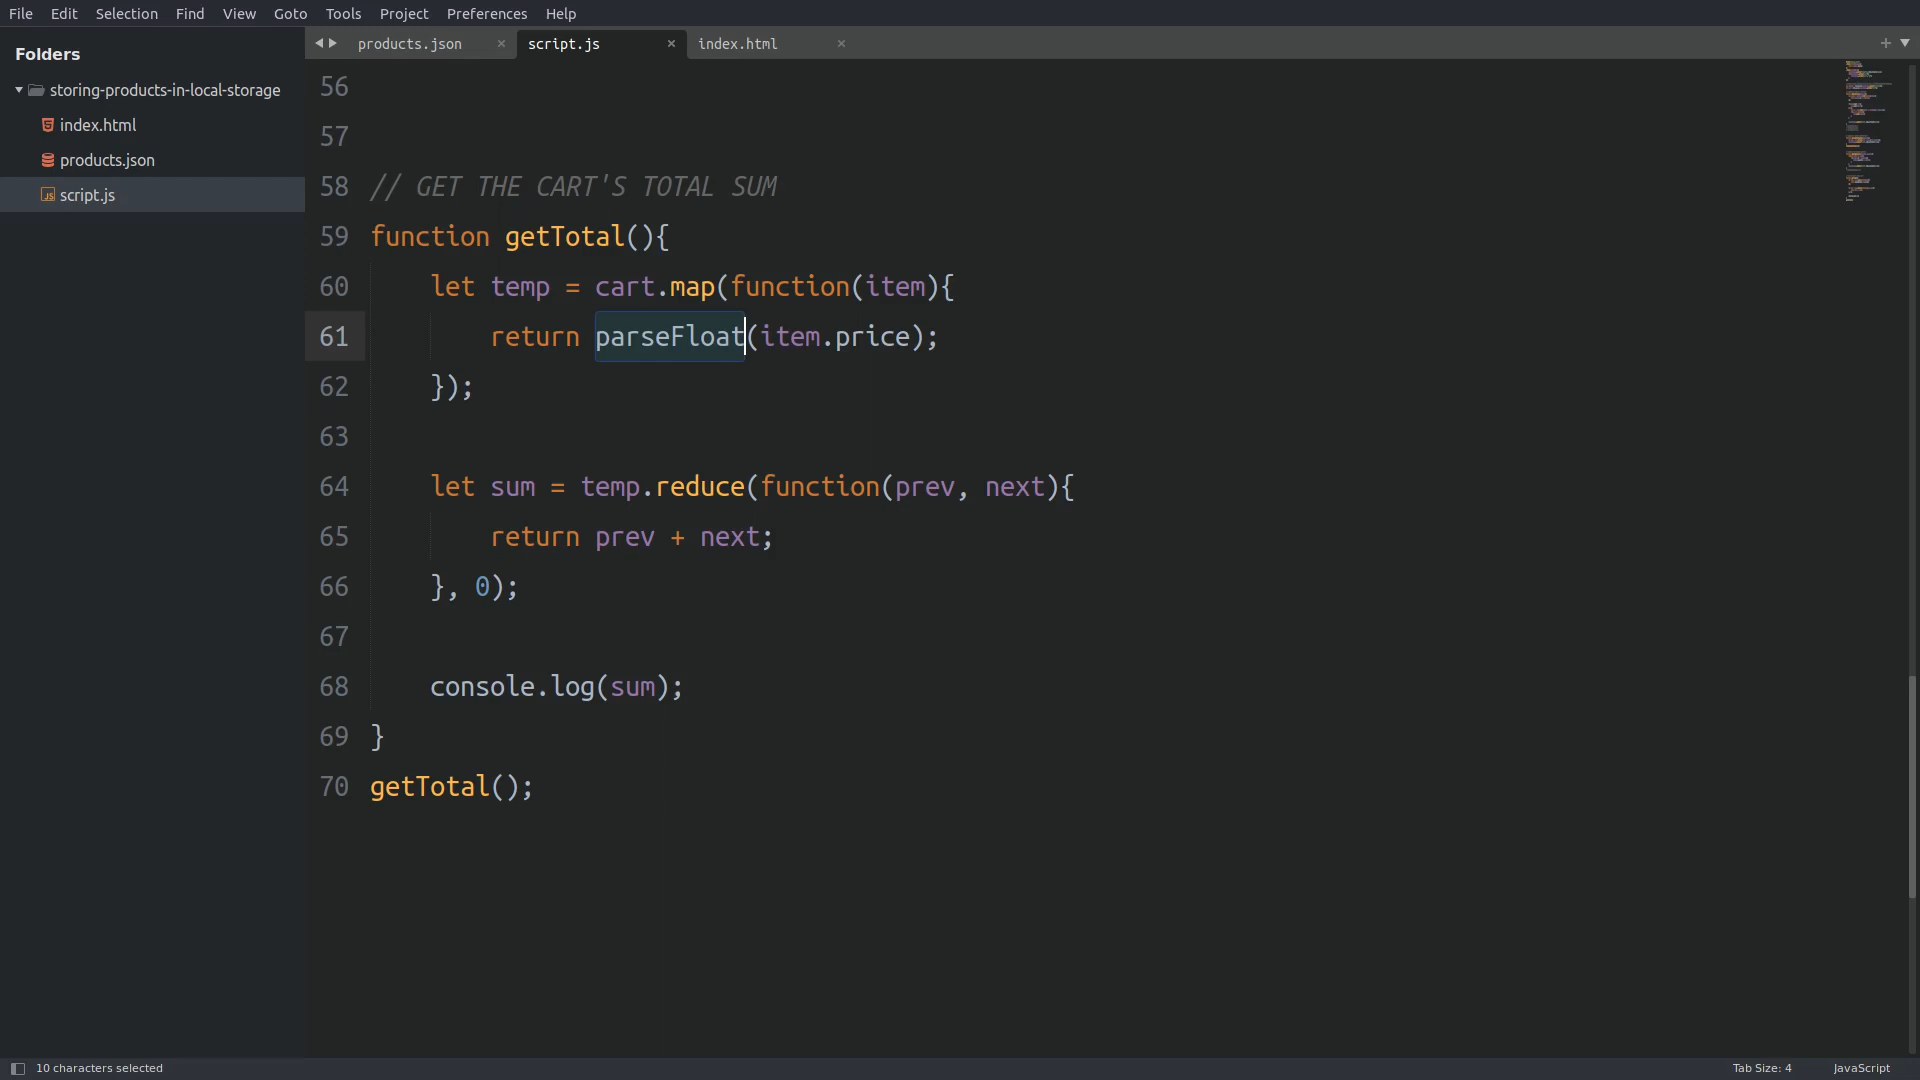 File Edit Selection Find View Goto Tools Project Preferences Help
Folders
storing-products-in-local-storage
index.html
products.json
script.js
products.json × script.js × index.html × +
56
57
58 // GET THE CART'S TOTAL SUM
59 function getTotal(){
60 let temp = cart.map(function(item){
61 return parseFloat(item.price);
62 });
63
64 let sum = temp.reduce(function(prev, next){
65 return prev + next;
66 }, 0);
67
68 console.log(sum);
69 }
70 getTotal();
10 characters selected Tab Size: 4 JavaScript